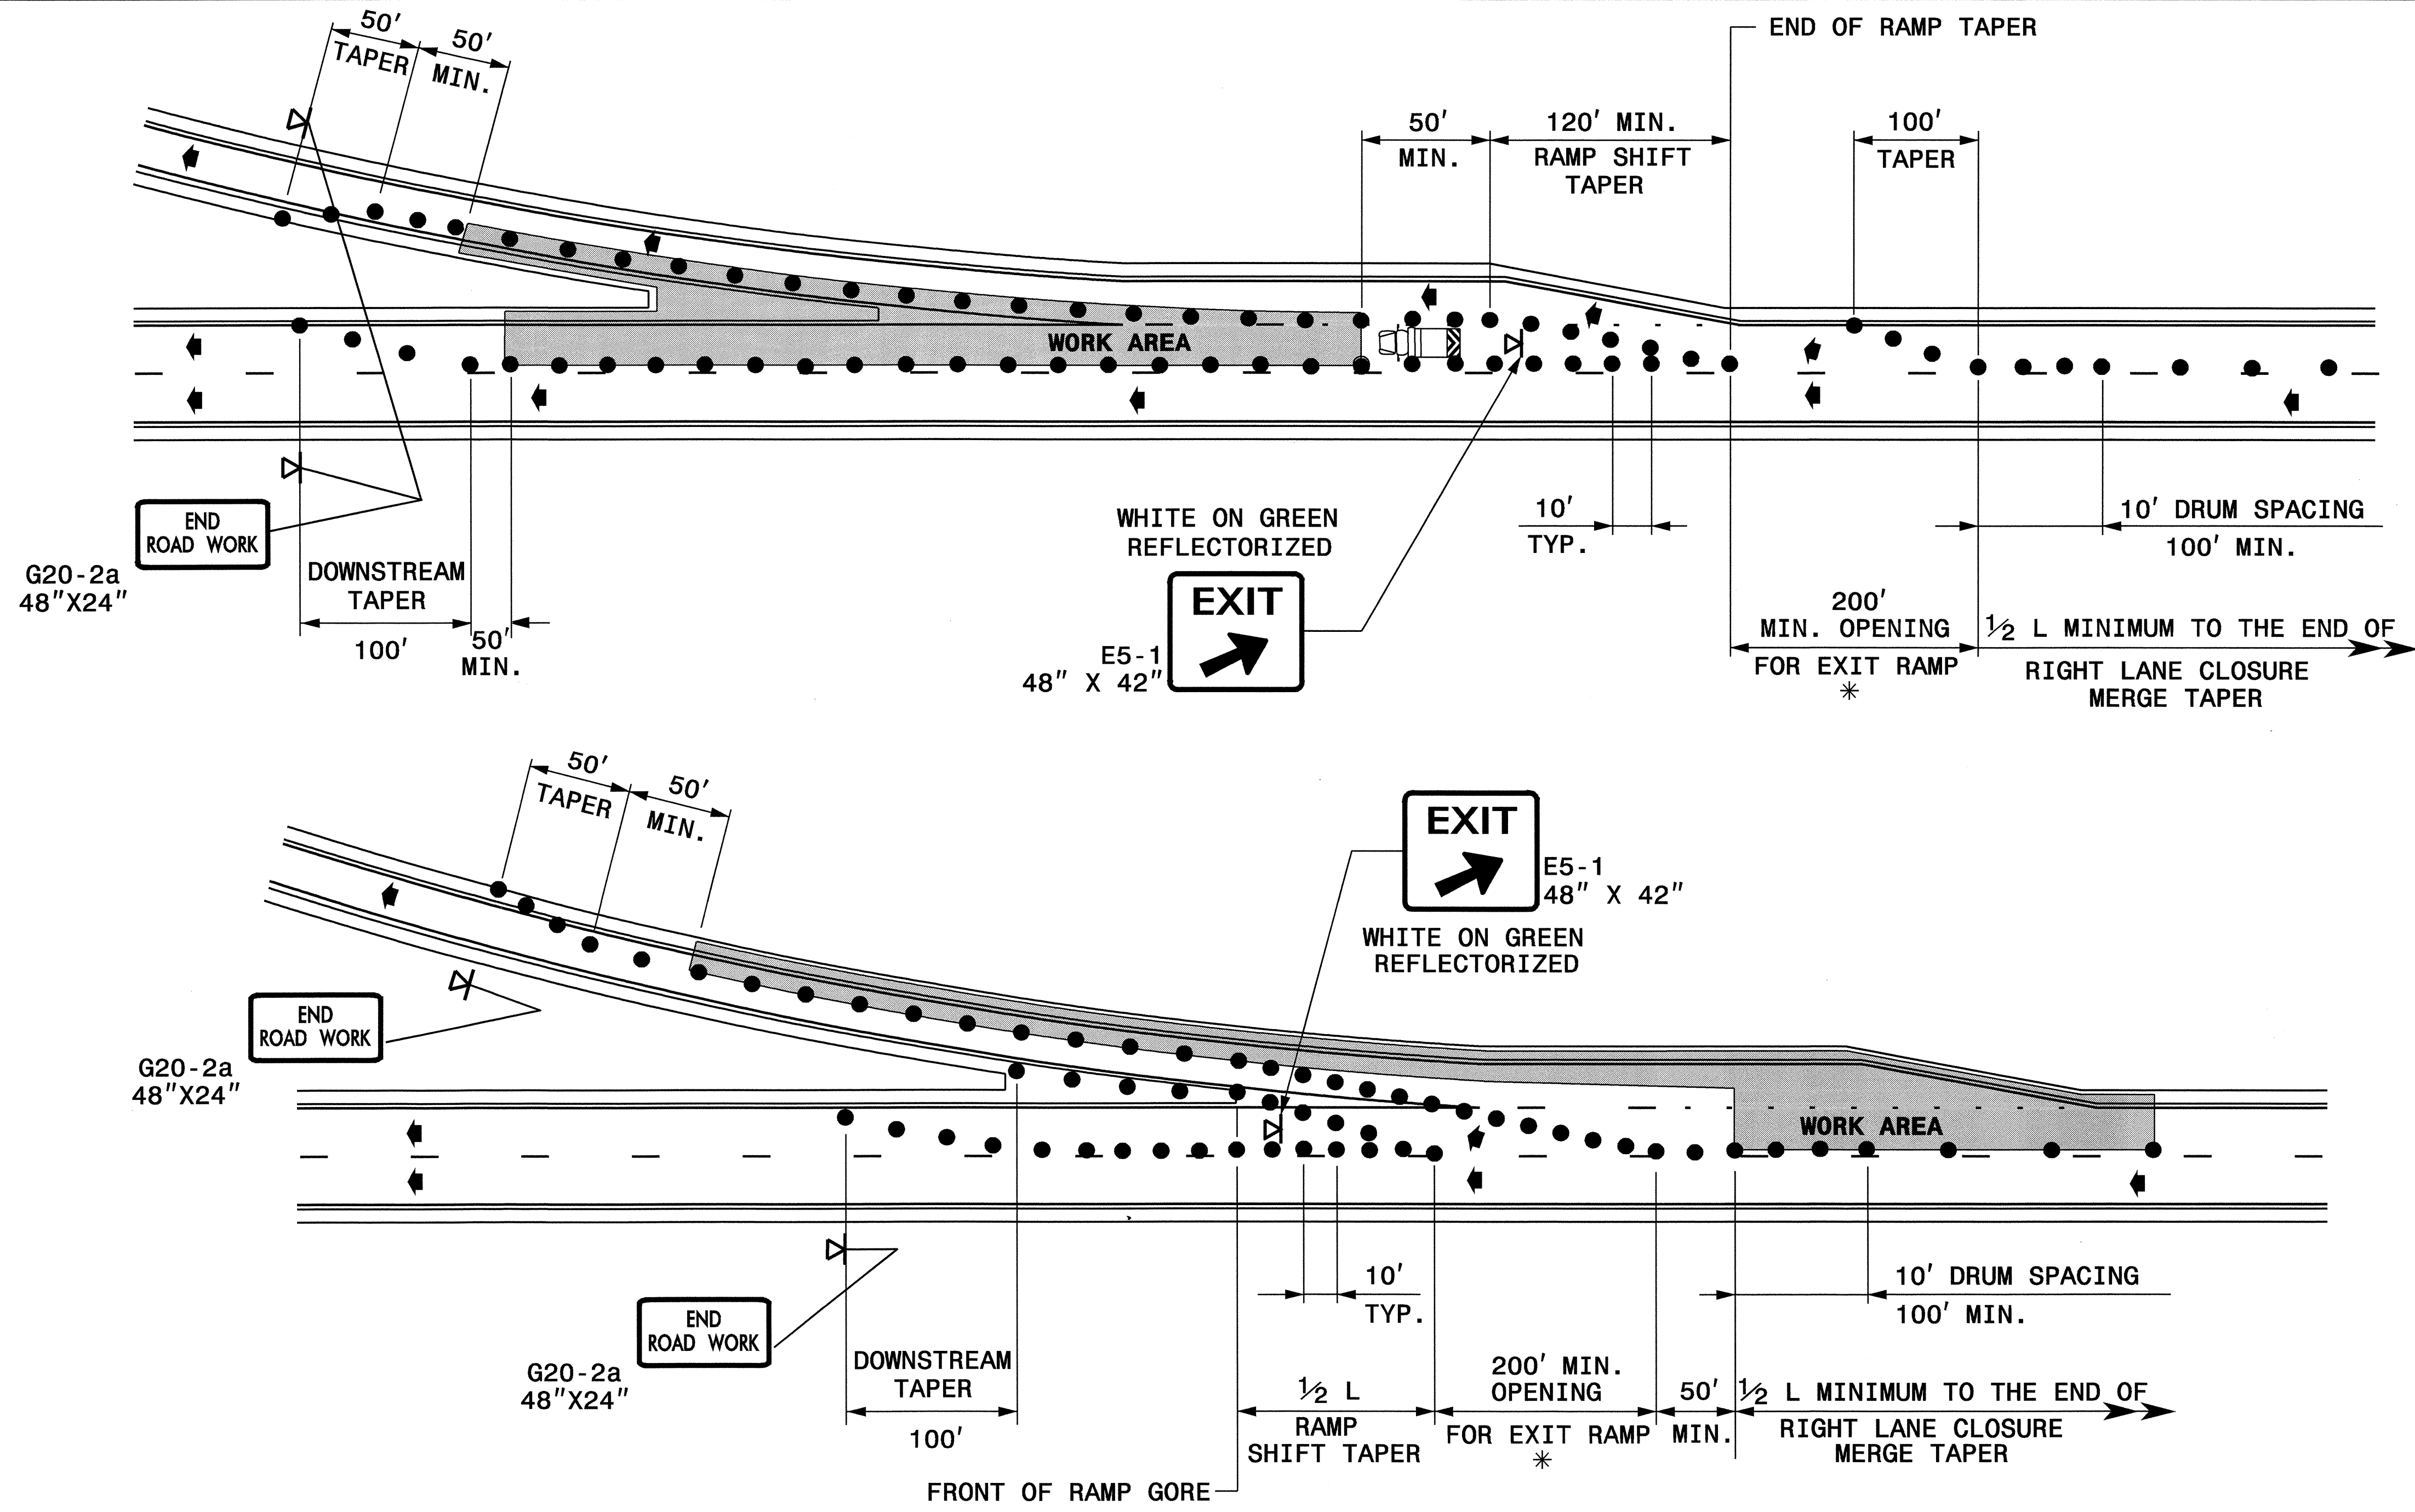 50'
TAPER
50'
MIN.
END OF RAMP TAPER
50'
MIN.
120' MIN.
RAMP SHIFT
TAPER
100'
TAPER
WORK AREA
END
ROAD WORK
G20-2a
48"X24"
DOWNSTREAM
TAPER
100'
50'
MIN.
WHITE ON GREEN
REFLECTORIZED
EXIT
E5-1
48" X 42"
10'
TYP.
10' DRUM SPACING
100' MIN.
200'
MIN. OPENING
FOR EXIT RAMP
*
1/2 L MINIMUM TO THE END OF
RIGHT LANE CLOSURE
MERGE TAPER
50'
TAPER
50'
MIN.
EXIT
E5-1
48" X 42"
WHITE ON GREEN
REFLECTORIZED
END
ROAD WORK
G20-2a
48"X24"
WORK AREA
END
ROAD WORK
G20-2a
48"X24"
DOWNSTREAM
TAPER
100'
10'
TYP.
10' DRUM SPACING
100' MIN.
1/2 L
RAMP
SHIFT TAPER
200' MIN.
OPENING
FOR EXIT RAMP
*
50'
MIN.
1/2 L MINIMUM TO THE END OF
RIGHT LANE CLOSURE
MERGE TAPER
FRONT OF RAMP GORE